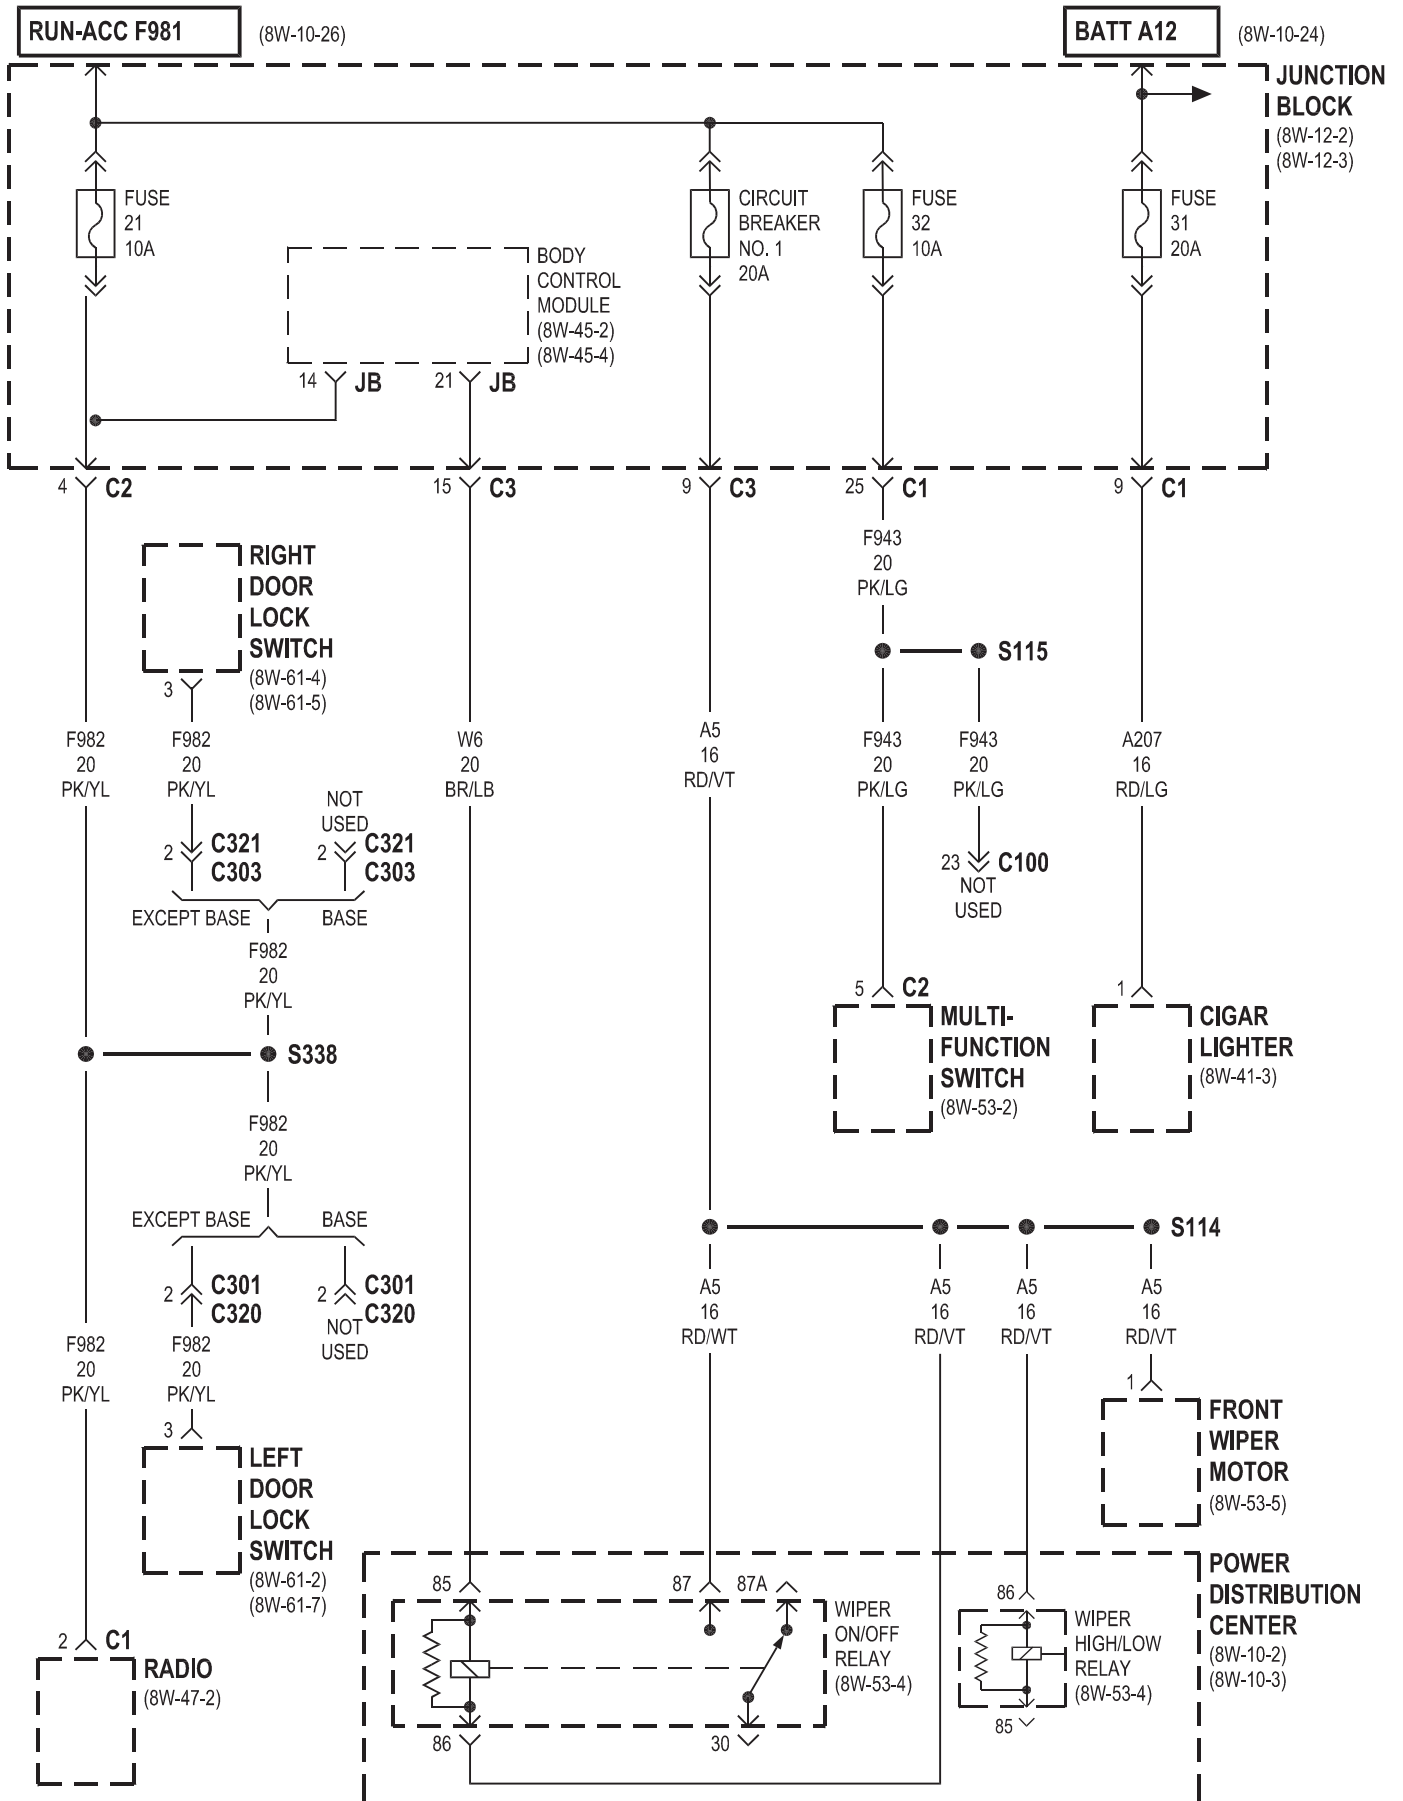 RUN-ACC F981
(8W-10-26)
BATT A12
(8W-10-24)
JUNCTION
BLOCK
(8W-12-2)
(8W-12-3)
FUSE
21
10A
BODY
CONTROL
MODULE
(8W-45-2)
(8W-45-4)
CIRCUIT
BREAKER
NO. 1
20A
FUSE
32
10A
FUSE
31
20A
14
JB
21
JB
4
C2
15
C3
9
C3
25
C1
9
C1
RIGHT
DOOR
LOCK
SWITCH
(8W-61-4)
(8W-61-5)
3
F943
20
PK/LG
S115
F982
20
PK/YL
F982
20
PK/YL
W6
20
BR/LB
A5
16
RD/VT
F943
20
PK/LG
F943
20
PK/LG
A207
16
RD/LG
2
C321
C303
NOT
USED
2
C321
C303
23
C100
NOT
USED
EXCEPT BASE
BASE
F982
20
PK/YL
S338
5
C2
MULTI-
FUNCTION
SWITCH
(8W-53-2)
1
CIGAR
LIGHTER
(8W-41-3)
F982
20
PK/YL
EXCEPT BASE
BASE
S114
2
C301
C320
2
C301
C320
NOT
USED
F982
20
PK/YL
F982
20
PK/YL
A5
16
RD/WT
A5
16
RD/VT
A5
16
RD/VT
A5
16
RD/VT
1
FRONT
WIPER
MOTOR
(8W-53-5)
3
LEFT
DOOR
LOCK
SWITCH
(8W-61-2)
(8W-61-7)
POWER
DISTRIBUTION
CENTER
(8W-10-2)
(8W-10-3)
85
87
87A
WIPER
ON/OFF
RELAY
(8W-53-4)
86
WIPER
HIGH/LOW
RELAY
(8W-53-4)
2
C1
RADIO
(8W-47-2)
86
30
85